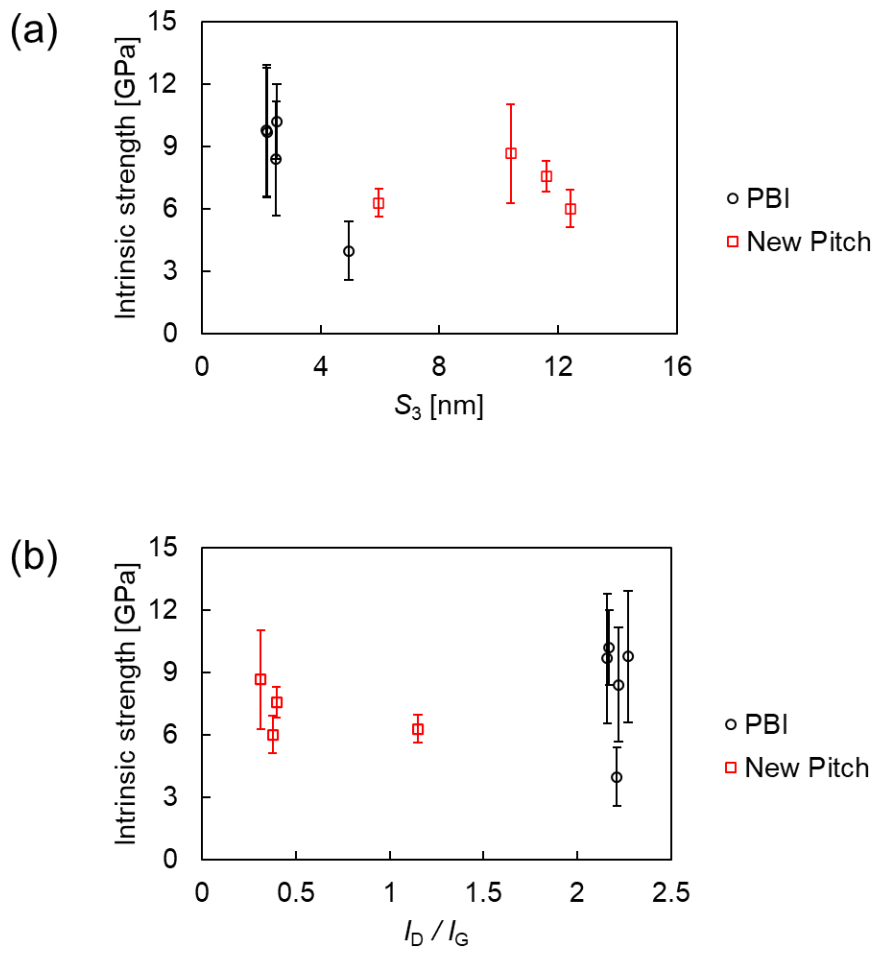 (a)
Intrinsic strength [GPa]
15
12
9
6
3
0
0 4 8 12 16
S3 [nm]
PBI
New Pitch
(b)
Intrinsic strength [GPa]
15
12
9
6
3
0
0 0.5 1 1.5 2 2.5
ID / IG
PBI
New Pitch